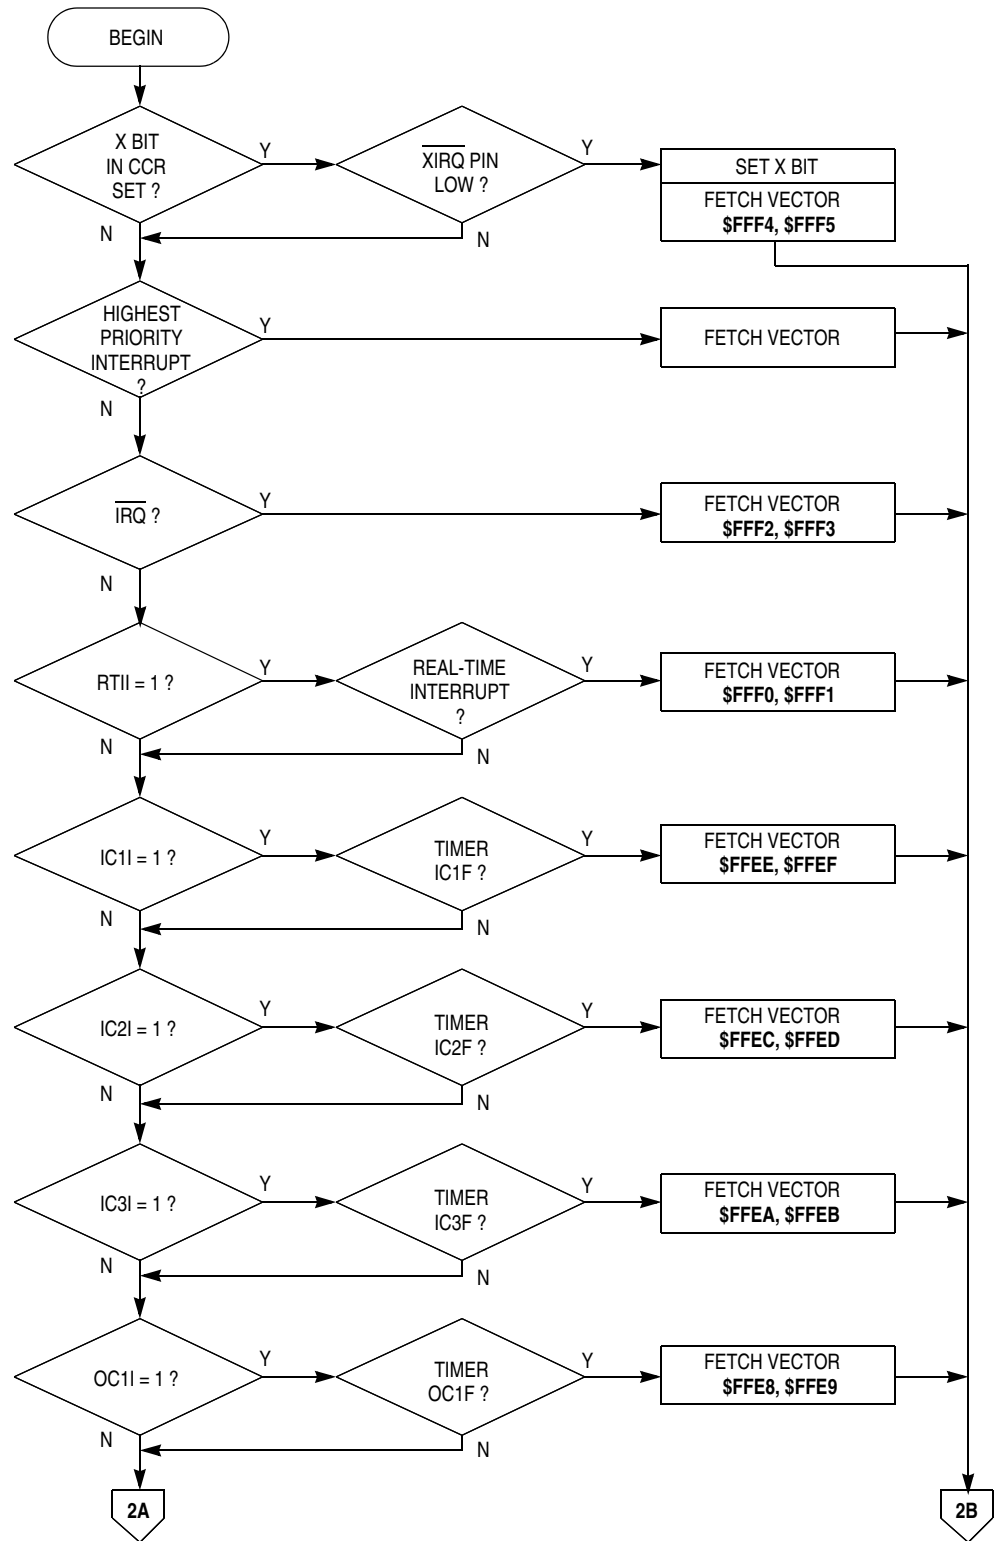 BEGIN
X BIT
IN CCR
SET ?
Y
N
XIRQ PIN
LOW ?
Y
N
SET X BIT
FETCH VECTOR
$FFF4, $FFF5
HIGHEST
PRIORITY
INTERRUPT
?
Y
N
FETCH VECTOR
IRQ ?
Y
N
FETCH VECTOR
$FFF2, $FFF3
RTII = 1 ?
Y
N
REAL-TIME
INTERRUPT
?
Y
N
FETCH VECTOR
$FFF0, $FFF1
IC1I = 1 ?
Y
N
TIMER
IC1F ?
Y
N
FETCH VECTOR
$FFEE, $FFEF
IC2I = 1 ?
Y
N
TIMER
IC2F ?
Y
N
FETCH VECTOR
$FFEC, $FFED
IC3I = 1 ?
Y
N
TIMER
IC3F ?
Y
N
FETCH VECTOR
$FFEA, $FFEB
OC1I = 1 ?
Y
N
TIMER
OC1F ?
Y
N
FETCH VECTOR
$FFE8, $FFE9
2A
2B